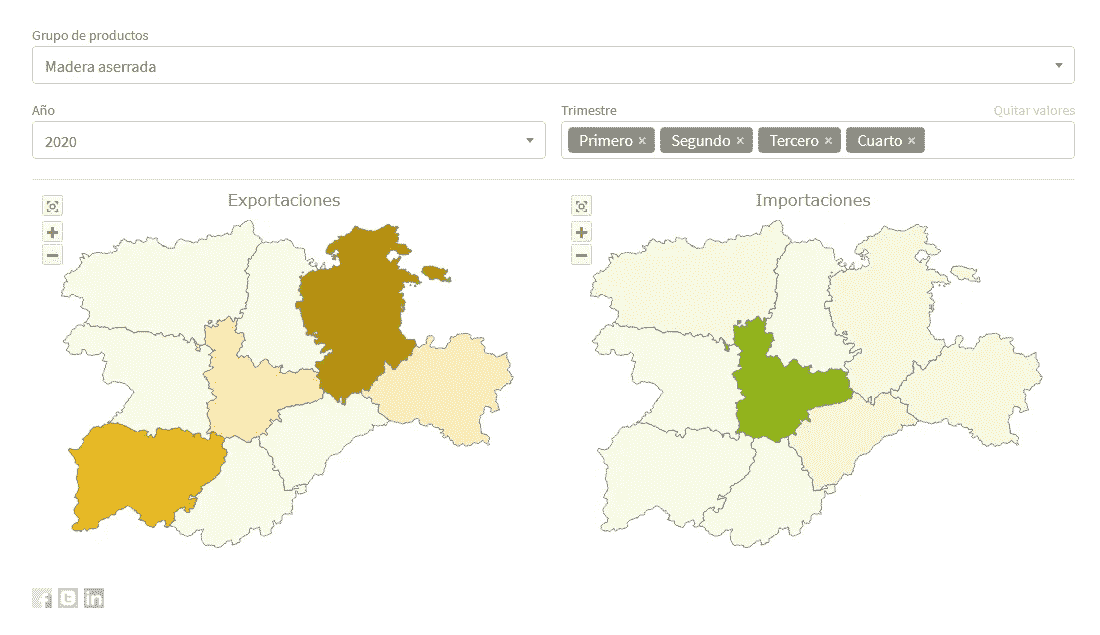 Grupo de productos
Madera aserrada
Año
Trimestre
Quitar valores
2020
Primero × Segundo × Tercero × Cuarto ×
Exportaciones
Importaciones